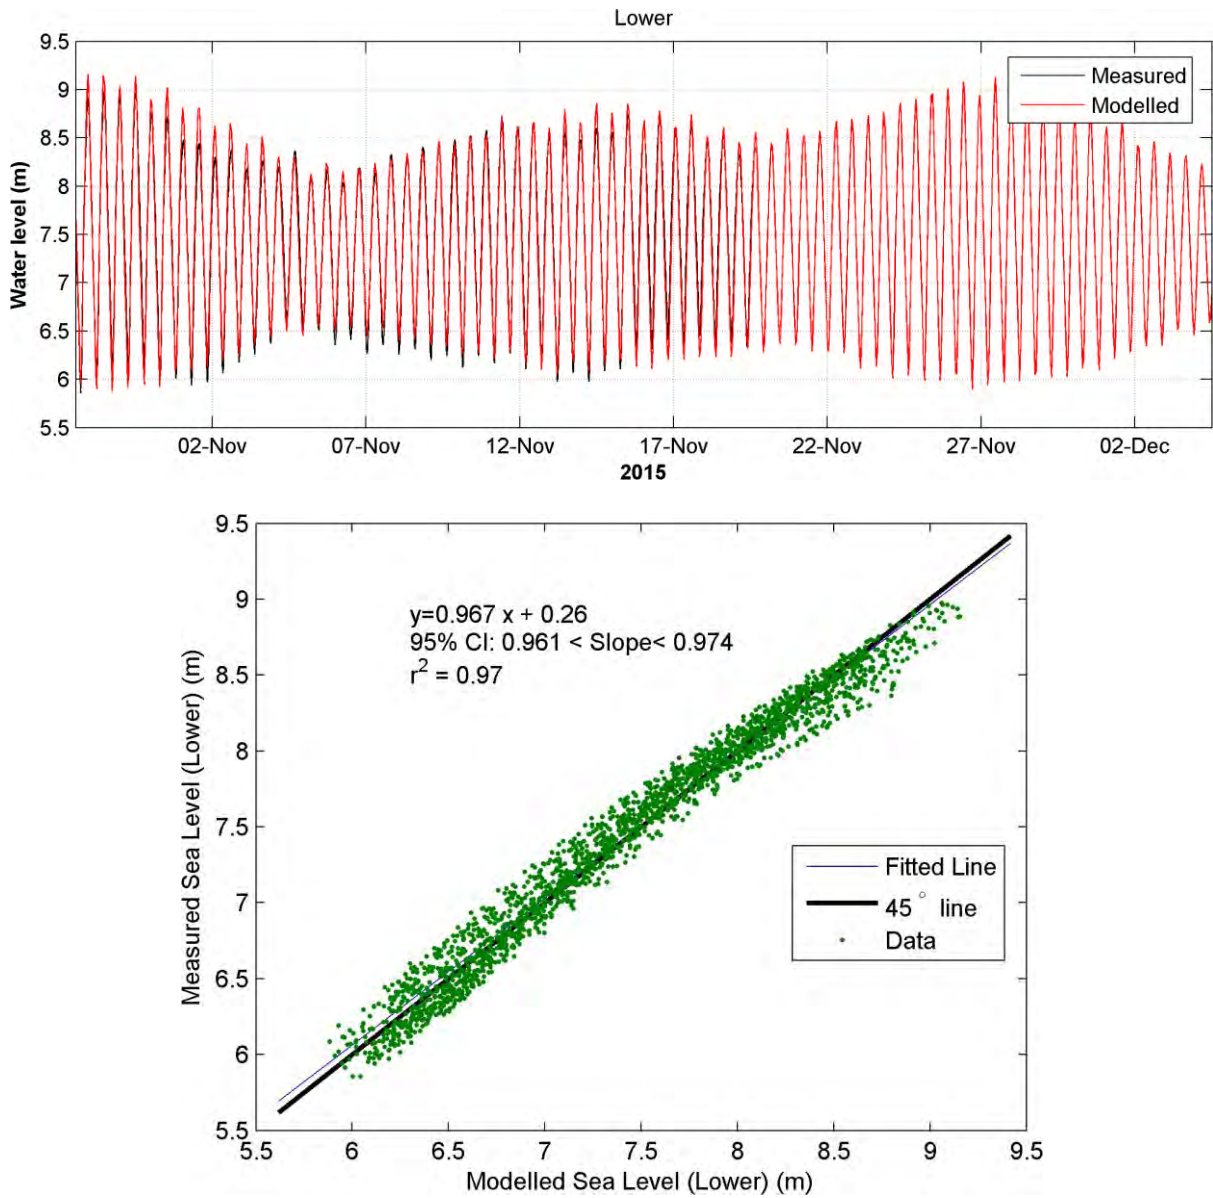 Lower
9.5
9
8.5
8
7.5
7
6.5
6
5.5
Water level (m)
Measured
Modelled
02-Nov 07-Nov 12-Nov 17-Nov 22-Nov 27-Nov 02-Dec
2015
9.5
9
8.5
8
7.5
7
6.5
6
5.5
Measured Sea Level (Lower) (m)
y=0.967 x + 0.26
95% CI: 0.961 < Slope< 0.974
r² = 0.97
Fitted Line
45° line
Data
5.5 6 6.5 7 7.5 8 8.5 9 9.5
Modelled Sea Level (Lower) (m)